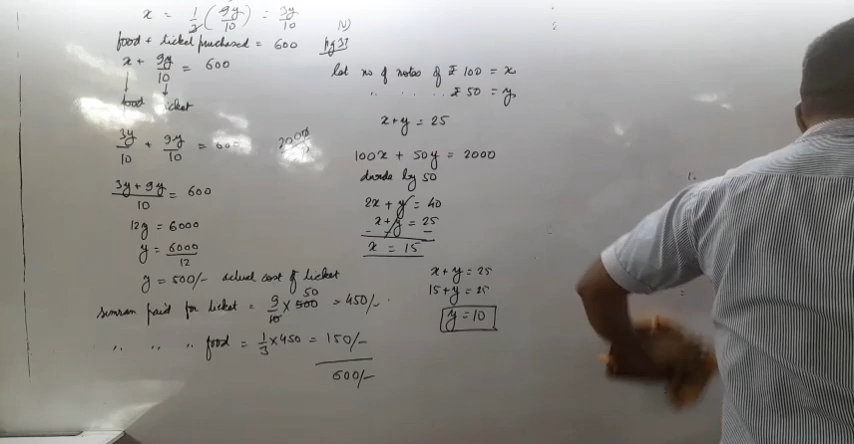 x = 1/3 (9y/10) = 3y/10
food + ticket purchased = 600
x + 9y/10 = 600
food ticket
3y/10 + 9y/10 = 600
3y + 9y/10 = 600
12y = 6000
y = 6000/12
y = 500/- actual cost of ticket
simran paid for ticket = 9/10 × 500 50 = 450/-
,, ,, ,, food = 1/3 × 450 = 150/-
600/-
IV)
let no of notes of ₹ 100 = x
,, ,, ,, ₹ 50 = y
x + y = 25
100x + 50y = 2000
divide by 50
2x + y = 40
x + y = 25
- - -
x = 15
x + y = 25
15 + y = 25
y = 10